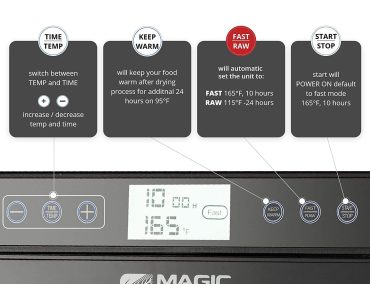 TIME
TEMP
switch between
TEMP and TIME
+ −
increase / decrease
temp and time
KEEP
WARM
will keep your food
warm after drying
process for additnal 24
hours on 95°F
FAST
RAW
will automatic
set the unit to:
FAST 165°F, 10 hours
RAW 115°F -24 hours
START
STOP
start will
POWER ON default
to fast mode
165°F, 10 hours
− TIME TEMP +
10 00 H
165 °F
Fast
KEEP
WARM
FAST
RAW
START
STOP
MAGIC